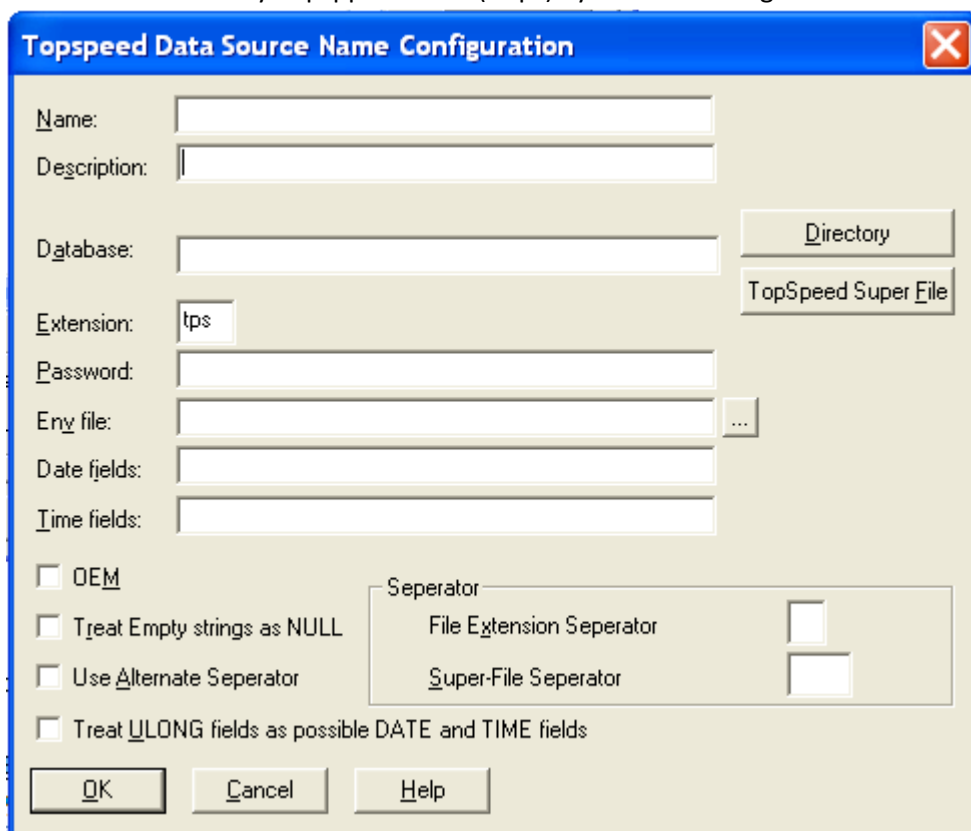 Topspeed Data Source Name Configuration
Name:
Description:
Directory
Database:
TopSpeed Super File
Extension: tps
Password:
Env file: ...
Date fields:
Time fields:
OEM
Seperator
Treat Empty strings as NULL
File Extension Seperator
Use Alternate Seperator
Super-File Seperator
Treat ULONG fields as possible DATE and TIME fields
OK Cancel Help